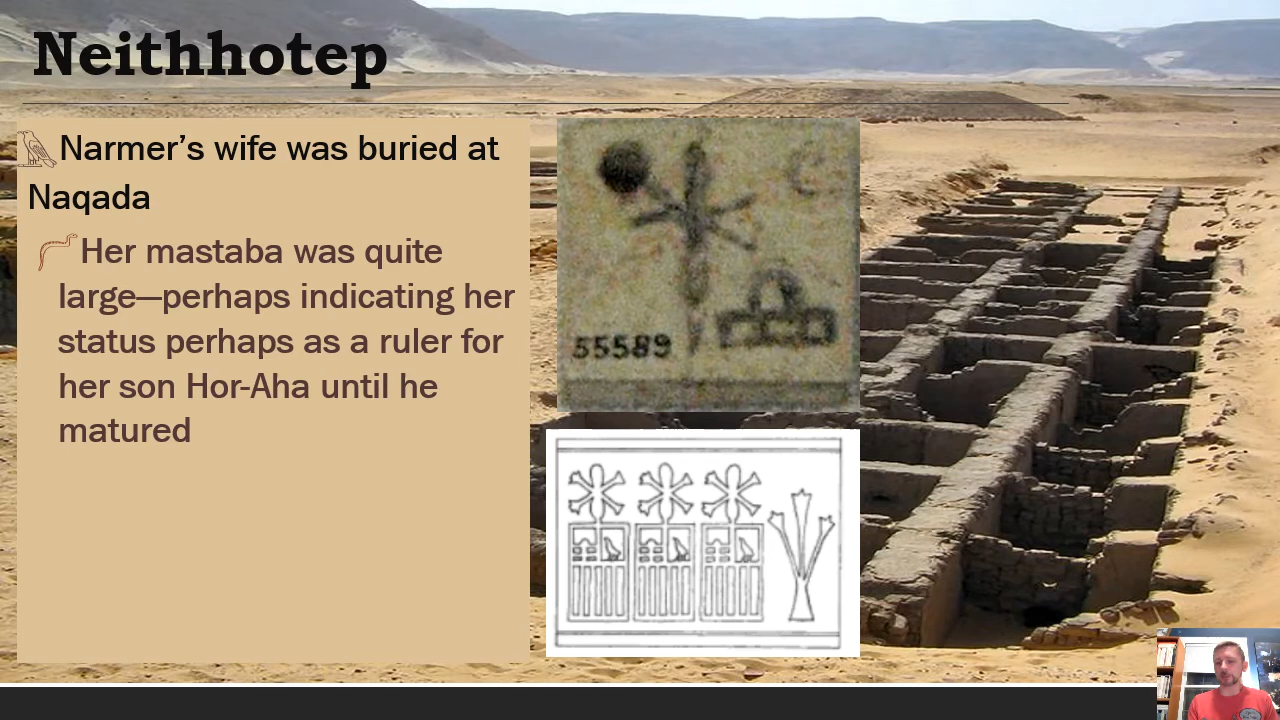 Neithhotep
Narmer’s wife was buried at
Naqada
Her mastaba was quite
large—perhaps indicating her
status perhaps as a ruler for
her son Hor-Aha until he
matured
55589